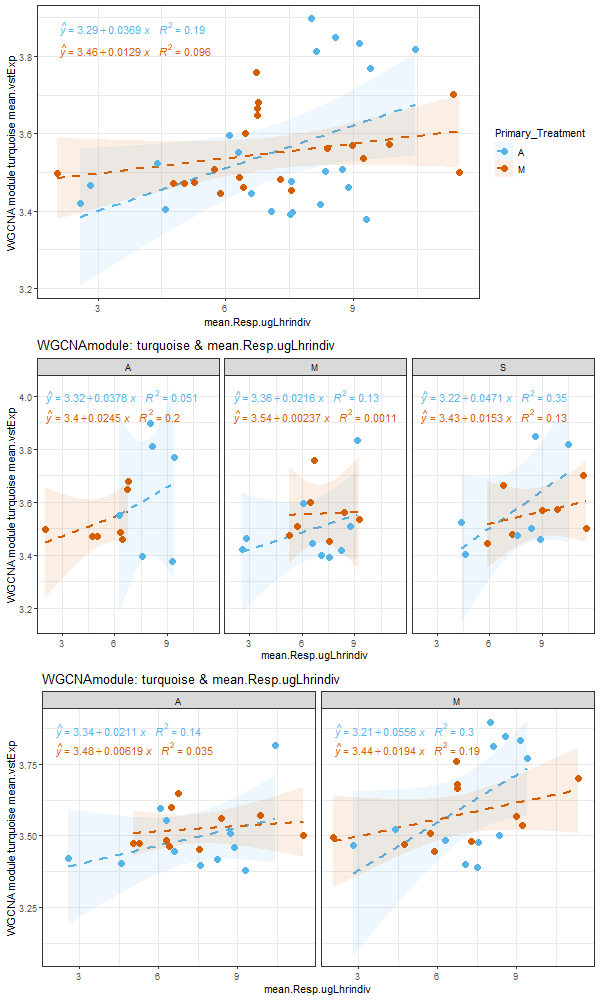 ŷ = 3.29 + 0.0369 x R² = 0.19
ŷ = 3.46 + 0.0129 x R² = 0.096
3.8
3.6
3.4
3.2
WGCNA module turquoise mean.vstExp
3 6 9
mean.Resp.ugLhrindiv
Primary_Treatment
A
M
WGCNAmodule: turquoise & mean.Resp.ugLhrindiv
A M S
ŷ = 3.32 + 0.0378 x R² = 0.051
ŷ = 3.4 + 0.0245 x R² = 0.2
ŷ = 3.36 + 0.0216 x R² = 0.13
ŷ = 3.54 + 0.00237 x R² = 0.0011
ŷ = 3.22 + 0.0471 x R² = 0.35
ŷ = 3.43 + 0.0153 x R² = 0.13
4.0
3.8
3.6
3.4
3.2
WGCNA module turquoise mean.vstExp
3 6 9 3 6 9 3 6 9
mean.Resp.ugLhrindiv
WGCNAmodule: turquoise & mean.Resp.ugLhrindiv
A M
ŷ = 3.34 + 0.0211 x R² = 0.14
ŷ = 3.48 + 0.00619 x R² = 0.035
ŷ = 3.21 + 0.0556 x R² = 0.3
ŷ = 3.44 + 0.0194 x R² = 0.19
3.75
3.50
3.25
WGCNA module turquoise mean.vstExp
3 6 9 3 6 9
mean.Resp.ugLhrindiv